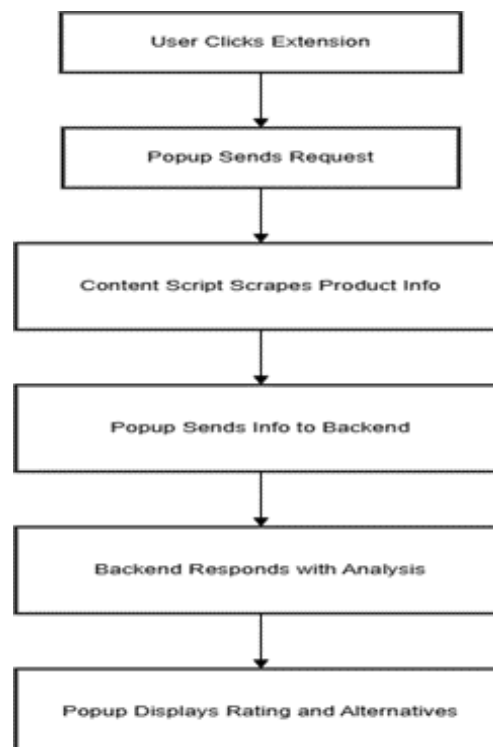 User Clicks Extension
Popup Sends Request
Content Script Scrapes Product Info
Popup Sends Info to Backend
Backend Responds with Analysis
Popup Displays Rating and Alternatives